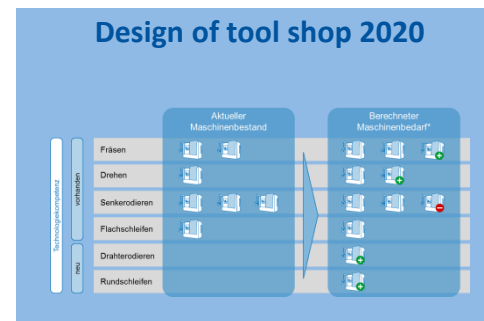 Design of tool shop 2020
Aktueller
Maschinenbestand
Berechneter
Maschinenbedarf*
Technologiekompetenz
vorhanden
Fräsen
Drehen
Senkerodieren
Flachschleifen
neu
Drahterodieren
Rundschleifen